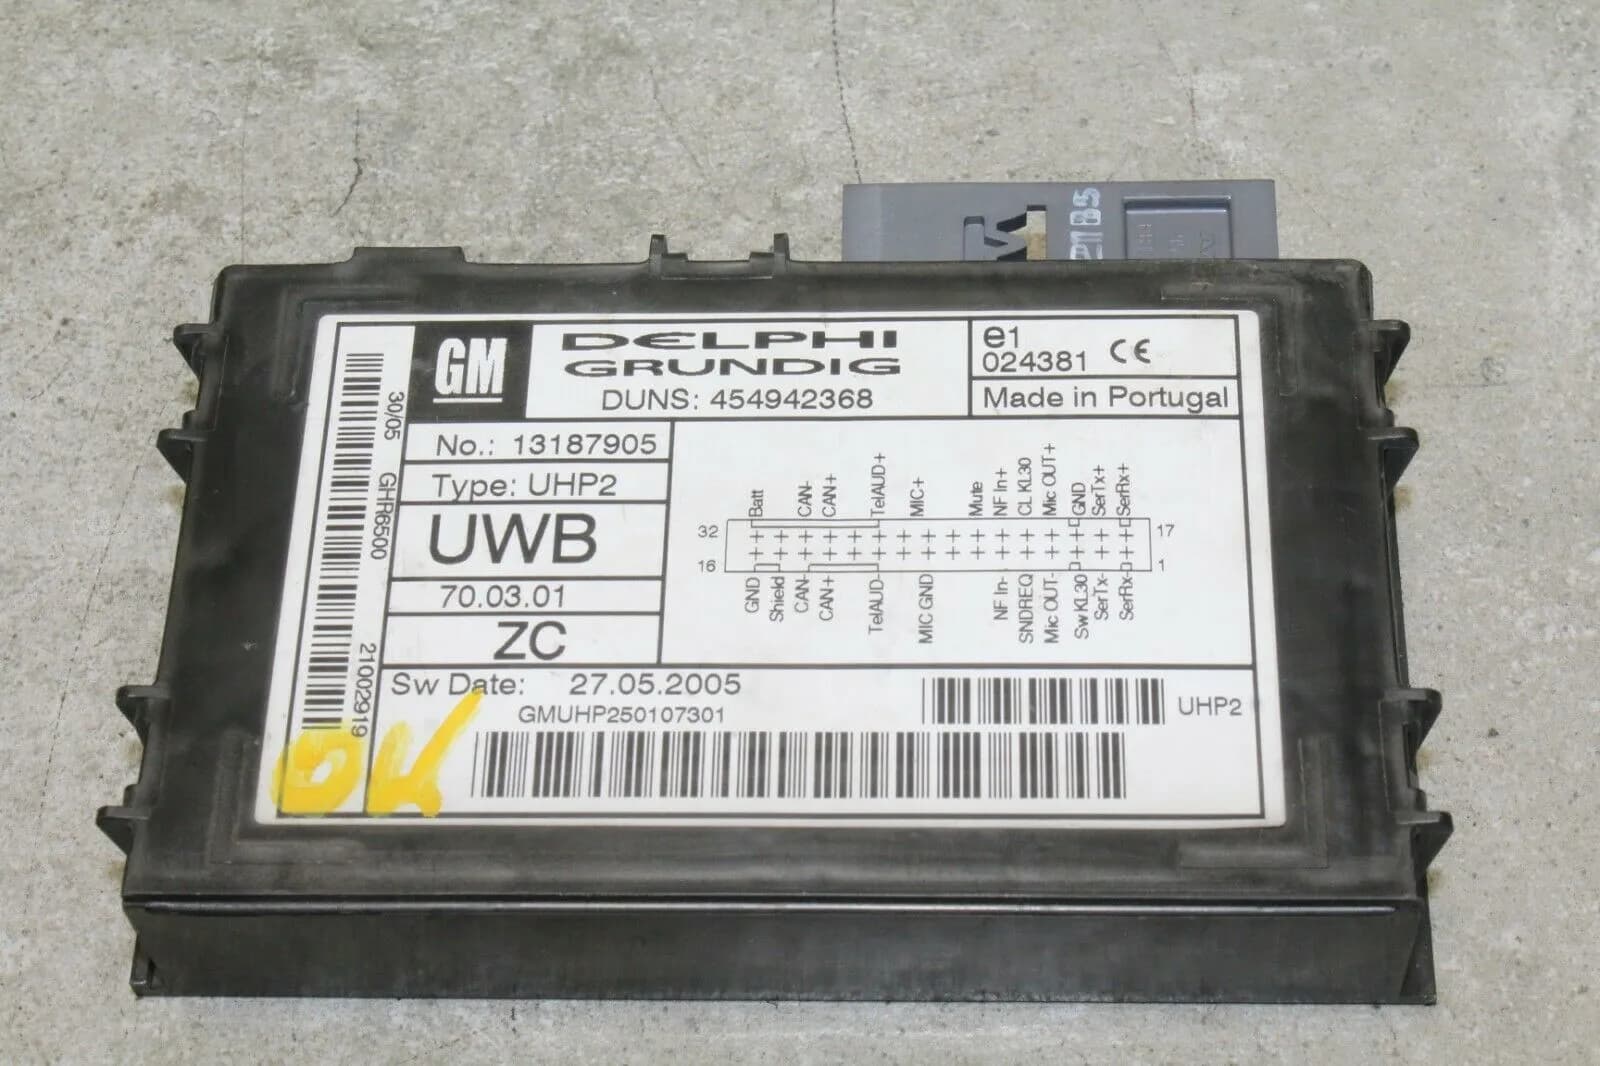 21185
GM
DELPHI
GRUNDIG
DUNS: 454942368
e1
024381 CE
Made in Portugal
30/05 GHR6500 21002919
No.: 13187905
Type: UHP2
UWB
70.03.01
ZC
Batt CAN- CAN+ TelAUD+ MIC+ Mute NF In+ CL KL30 Mic OUT+ GND SerTx+ SerRx+
32 17
16 1
GND Shield CAN- CAN+ TelAUD- MIC GND NF In- SNDREQ Mic OUT- Sw KL30 SerTx- SerRx-
Sw Date: 27.05.2005
GMUHP250107301
UHP2
OK